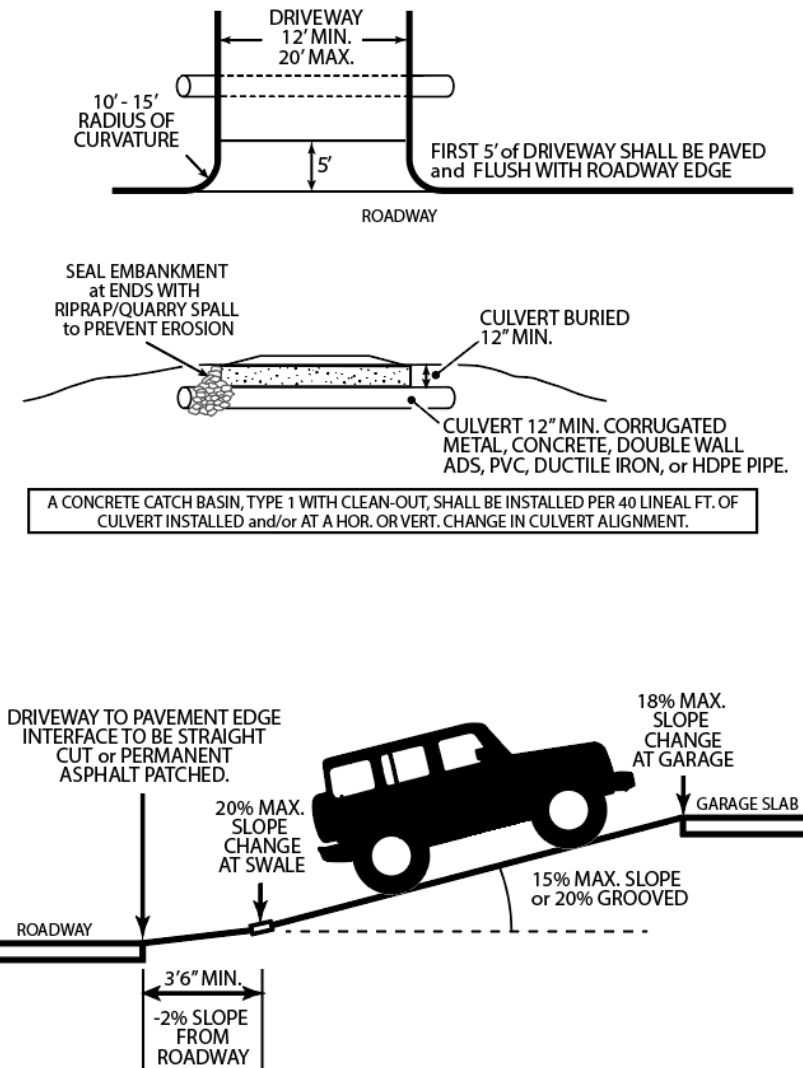 DRIVEWAY
12’ MIN.
20’ MAX.
10’ - 15’
RADIUS OF
CURVATURE
5’
FIRST 5’ of DRIVEWAY SHALL BE PAVED
and FLUSH WITH ROADWAY EDGE
ROADWAY
SEAL EMBANKMENT
at ENDS WITH
RIPRAP/QUARRY SPALL
to PREVENT EROSION
CULVERT BURIED
12” MIN.
CULVERT 12” MIN. CORRUGATED
METAL, CONCRETE, DOUBLE WALL
ADS, PVC, DUCTILE IRON, or HDPE PIPE.
A CONCRETE CATCH BASIN, TYPE 1 WITH CLEAN-OUT, SHALL BE INSTALLED PER 40 LINEAL FT. OF
CULVERT INSTALLED and/or AT A HOR. OR VERT. CHANGE IN CULVERT ALIGNMENT.
DRIVEWAY TO PAVEMENT EDGE
INTERFACE TO BE STRAIGHT
CUT or PERMANENT
ASPHALT PATCHED.
20% MAX.
SLOPE
CHANGE
AT SWALE
18% MAX.
SLOPE
CHANGE
AT GARAGE
GARAGE SLAB
15% MAX. SLOPE
or 20% GROOVED
ROADWAY
3’6” MIN.
-2% SLOPE
FROM
ROADWAY